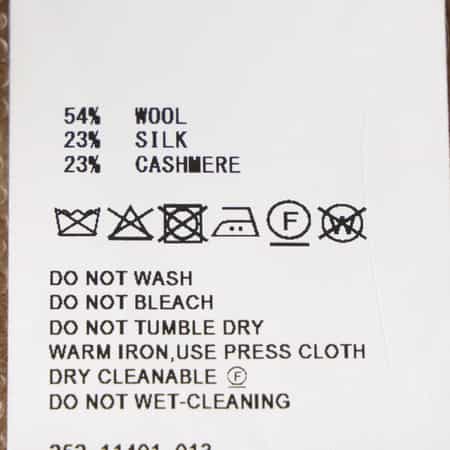 54% WOOL
23% SILK
23% CASHMERE
F W
DO NOT WASH
DO NOT BLEACH
DO NOT TUMBLE DRY
WARM IRON,USE PRESS CLOTH
DRY CLEANABLE Ⓕ
DO NOT WET-CLEANING